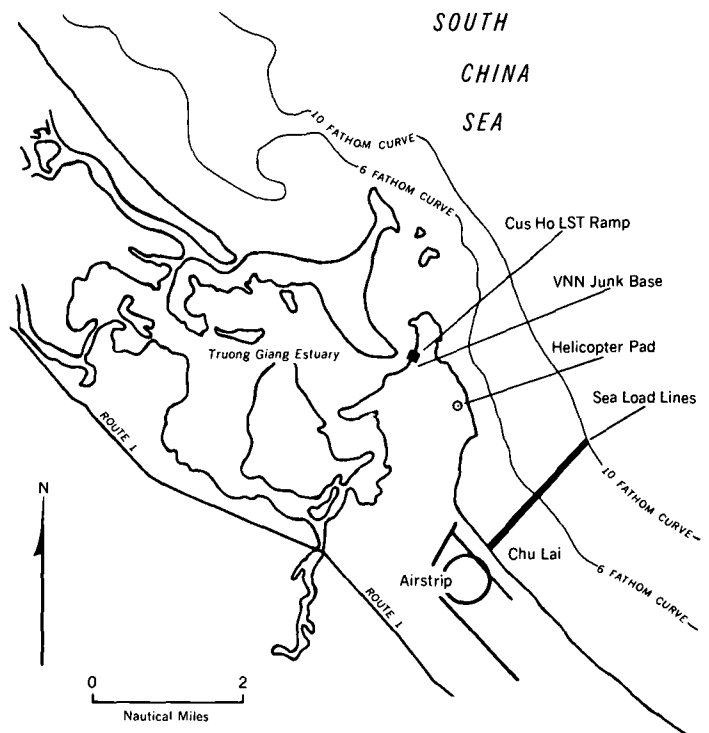 SOUTH
CHINA
SEA
10 FATHOM CURVE
6 FATHOM CURVE
Cus Ho LST Ramp
VNN Junk Base
Helicopter Pad
Sea Load Lines
Truong Giang Estuary
ROUTE 1
10 FATHOM CURVE
6 FATHOM CURVE
Chu Lai
Airstrip
ROUTE 1
N
0 2
Nautical Miles